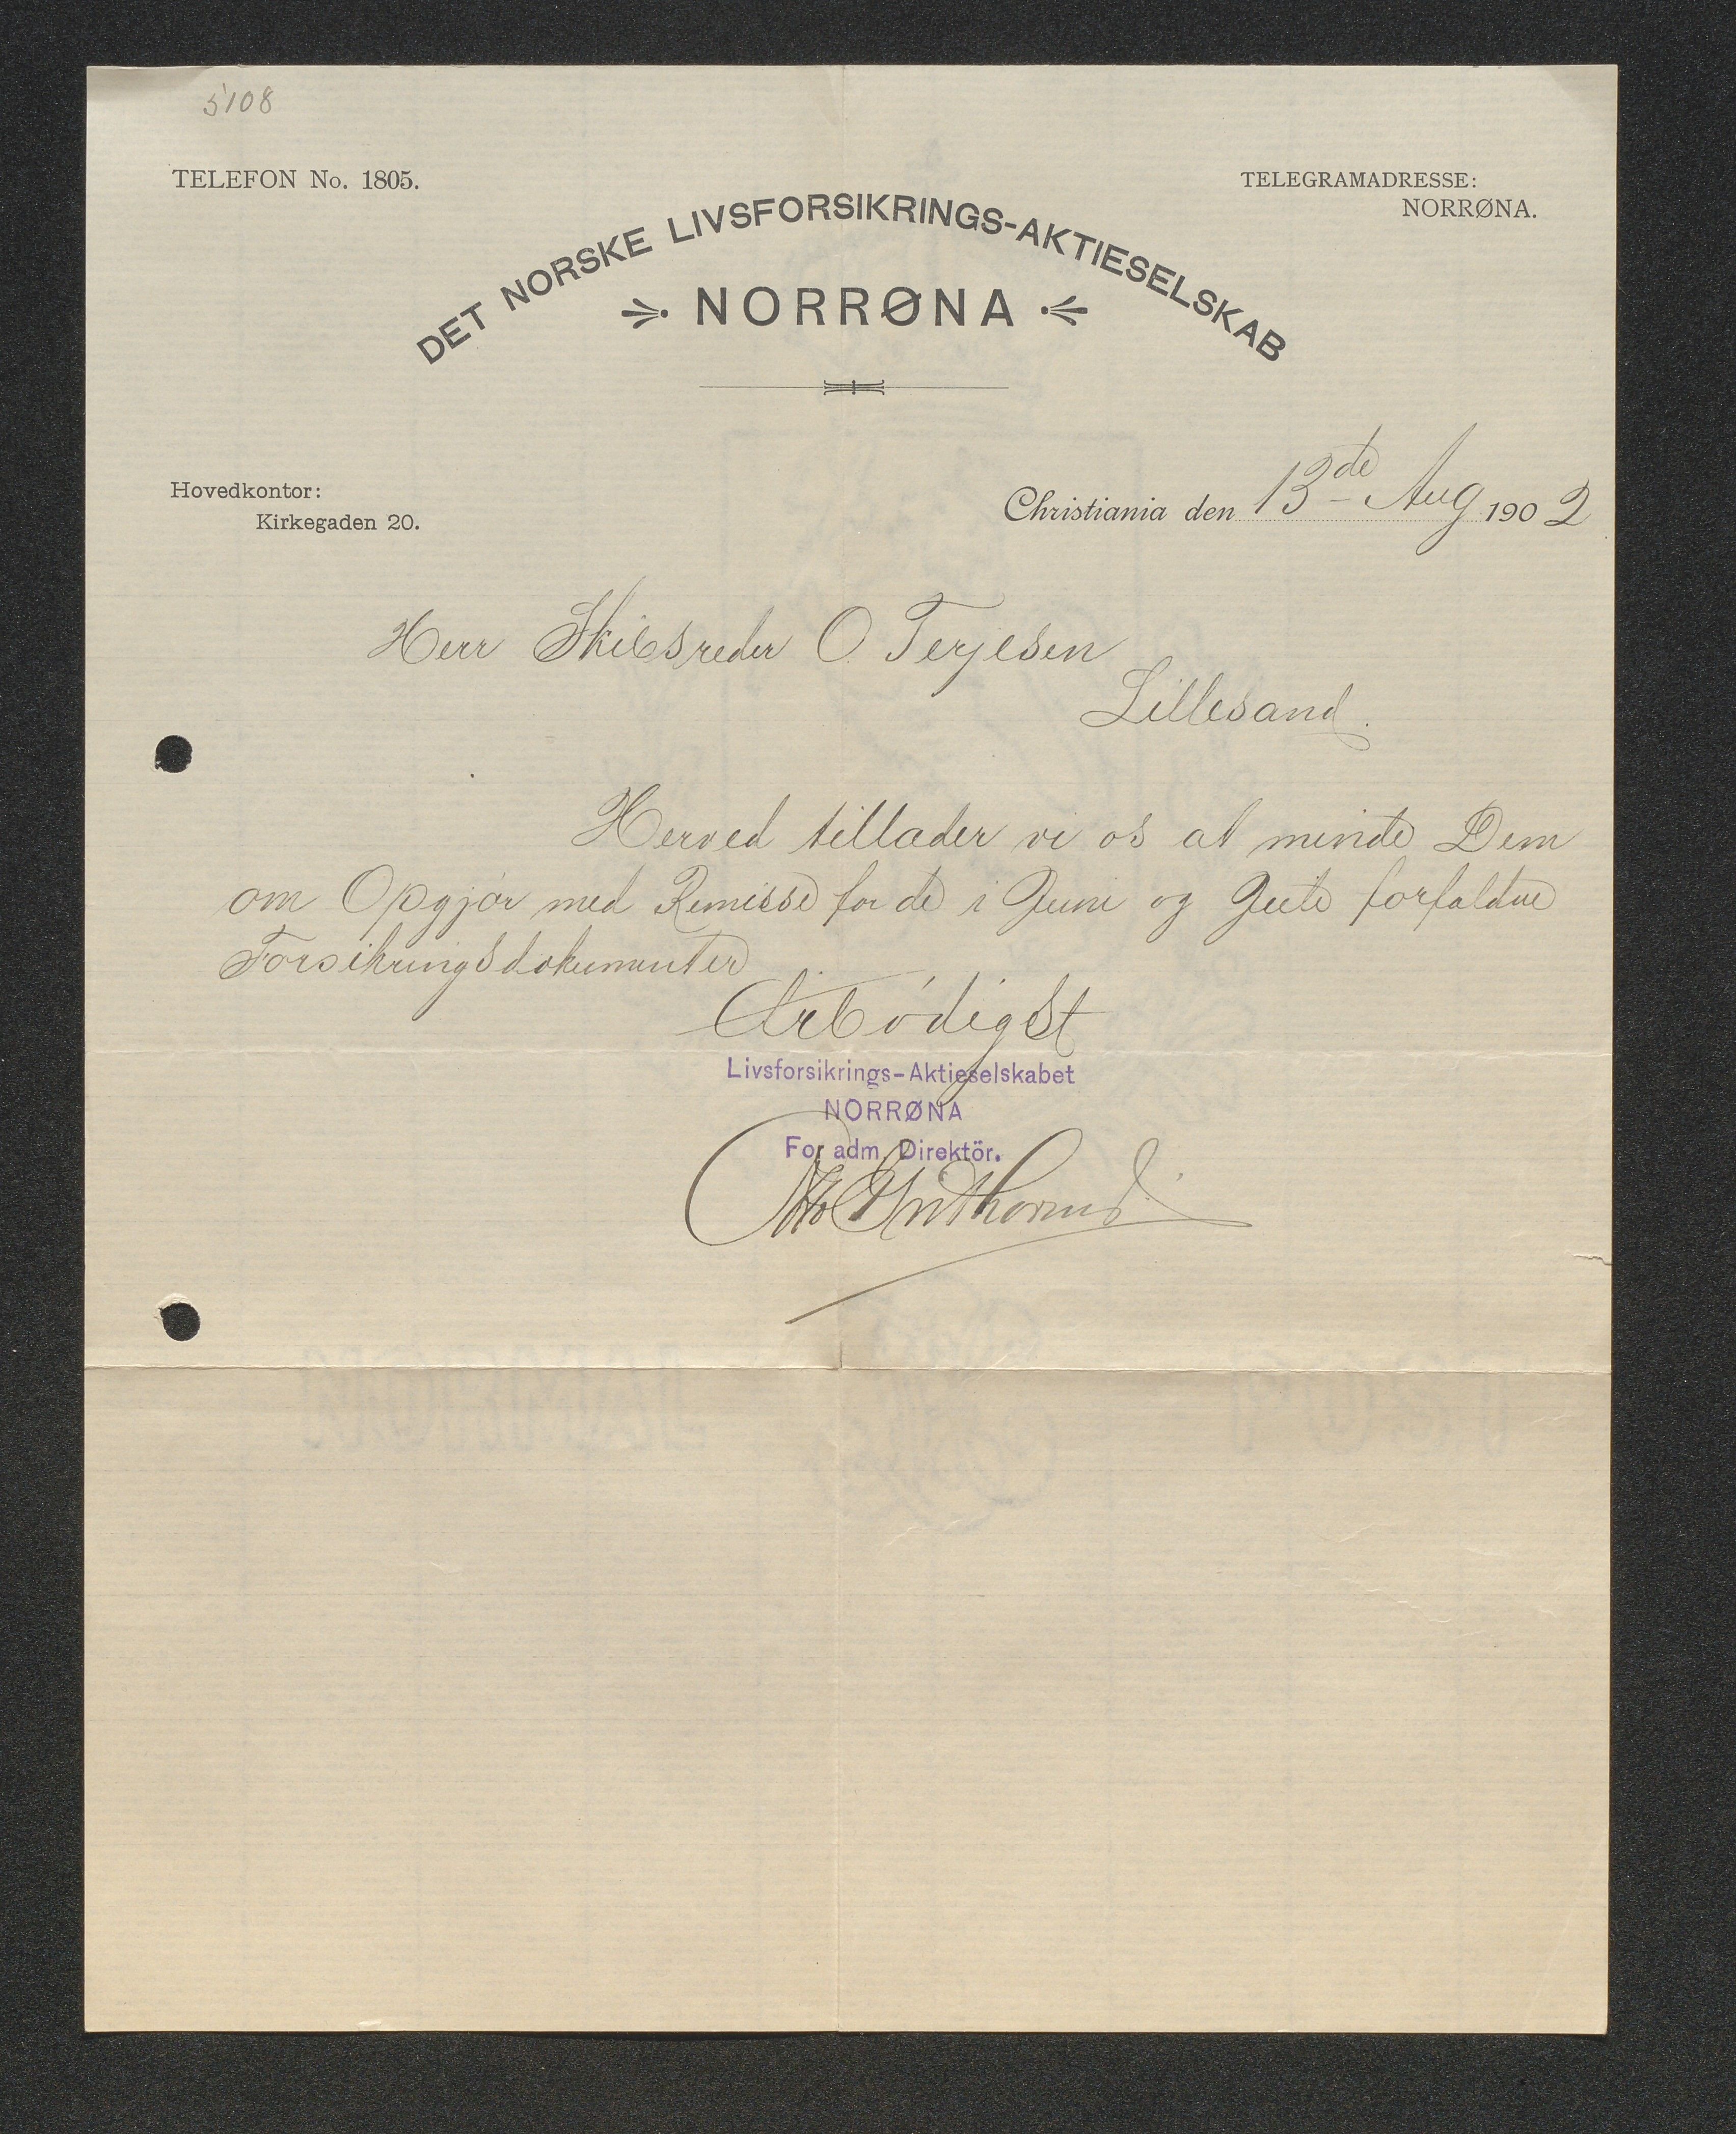 5108
TELEFON No. 1805.
TELEGRAMADRESSE:
NORRØNA.
DET NORSKE LIVSFORSIKRINGS-AKTIESELSKAB
NORRØNA
Hovedkontor:
Kirkegaden 20.
Christiania den 13de Aug 1902
Herr Skibsreder O. Terjesen
Lillesand.
Herved tillader vi os at minde Dem
om Opgjør med Remisse for de i Juni og Juli forfaldne
Forsikringsdokumenter
Ærbödigst
Livsforsikrings-Aktieselskabet
NORRØNA
For adm. Direktör.